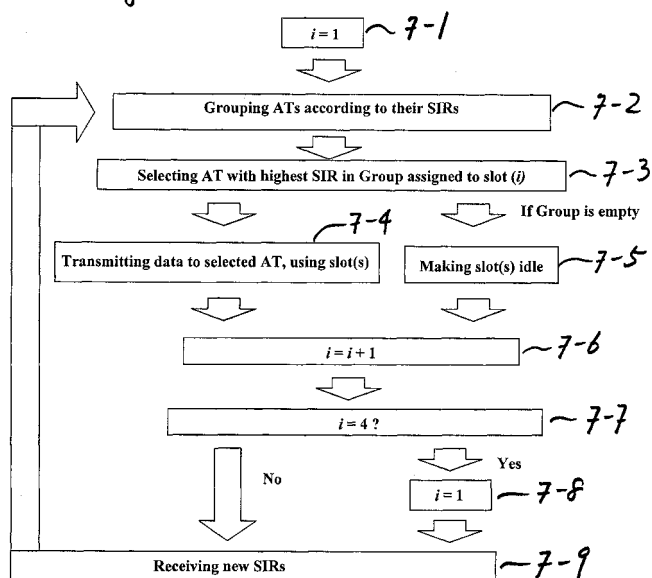 i = 1
7-1
Grouping ATs according to their SIRs
7-2
Selecting AT with highest SIR in Group assigned to slot (i)
7-3
If Group is empty
7-4
Transmitting data to selected AT, using slot(s)
Making slot(s) idle
7-5
i = i + 1
7-6
i = 4 ?
7-7
No
Yes
i = 1
7-8
Receiving new SIRs
7-9